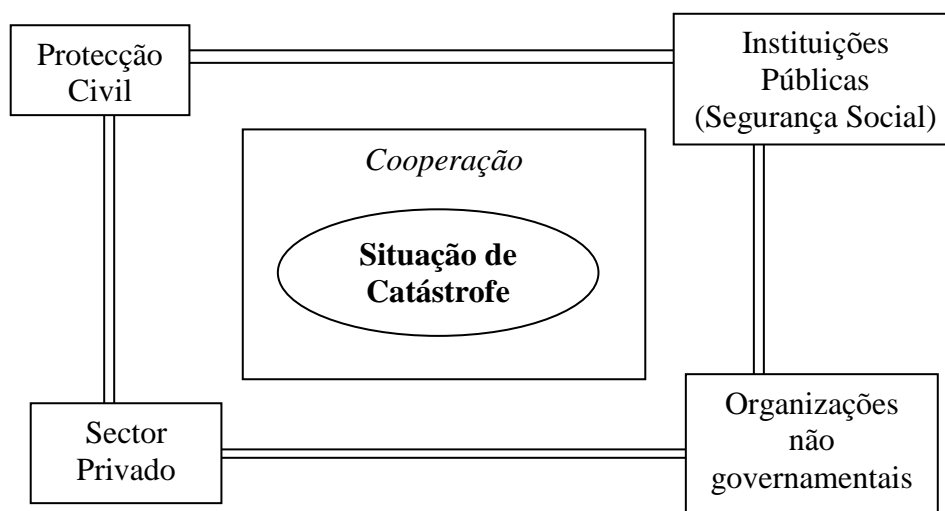 Protecção
Civil
Instituições
Públicas
(Segurança Social)
Cooperação
Situação de
Catástrofe
Sector
Privado
Organizações
não
governamentais